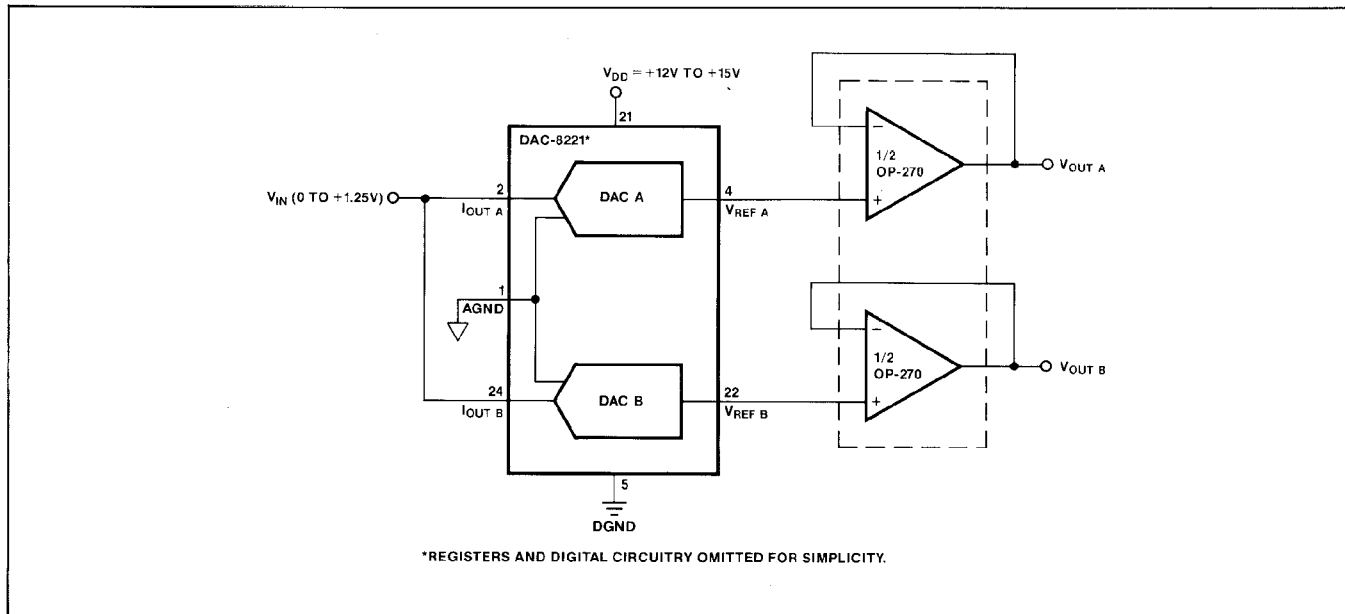 V_DD = +12V TO +15V
21
DAC-8221*
DAC A
2
I_OUT A
4
V_REF A
V_IN (0 TO +1.25V)
1/2
OP-270
−
+
V_OUT A
1
AGND
DAC B
24
I_OUT B
22
V_REF B
1/2
OP-270
−
+
V_OUT B
5
DGND
*REGISTERS AND DIGITAL CIRCUITRY OMITTED FOR SIMPLICITY.